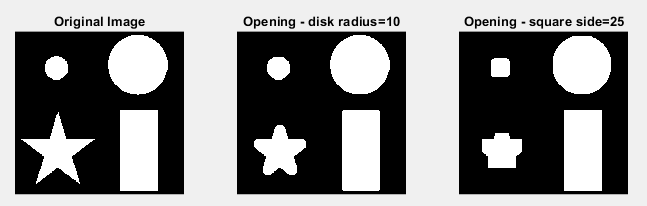 Original Image
Opening - disk radius=10
Opening - square side=25